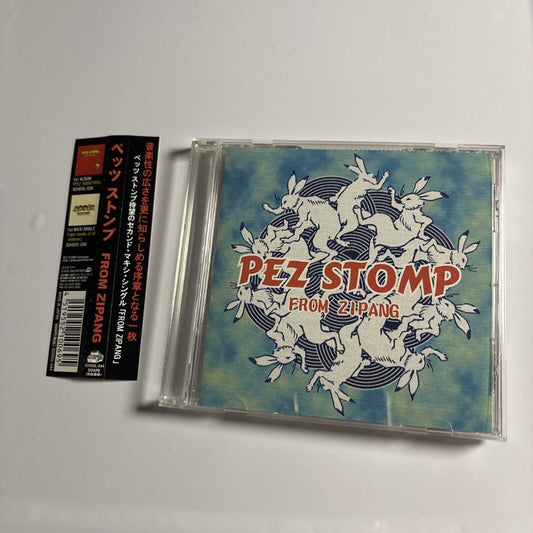 PEZ STOMP
FROM ZIPANG
音楽性の広さを更に知らしめる序章となる一枚
ペッツ ストンプ待望のセカンド・マキシ・シングル「FROM ZIPANG」
ペッツ ストンプ
FROM ZIPANG
1st ALBUM
SCHOOL-029
1st MAXI SINGLE